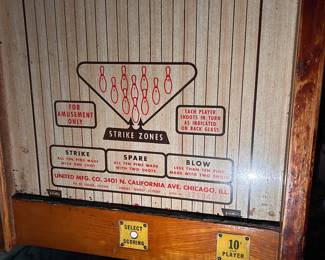 FOR
AMUSEMENT
ONLY
EACH PLAYER
SHOOTS IN TURN
AS INDICATED
ON BACK GLASS
STRIKE ZONES
STRIKE
ALL TEN PINS MADE
WITH ONE SHOT
SPARE
ALL TEN PINS MADE
WITH TWO SHOTS
BLOW
LESS THAN TEN PINS
MADE WITH TWO SHOTS
UNITED MFG. CO. 3401 N. CALIFORNIA AVE. CHICAGO, ILL.
SELECT
SCORING
10¢
PER
PLAYER